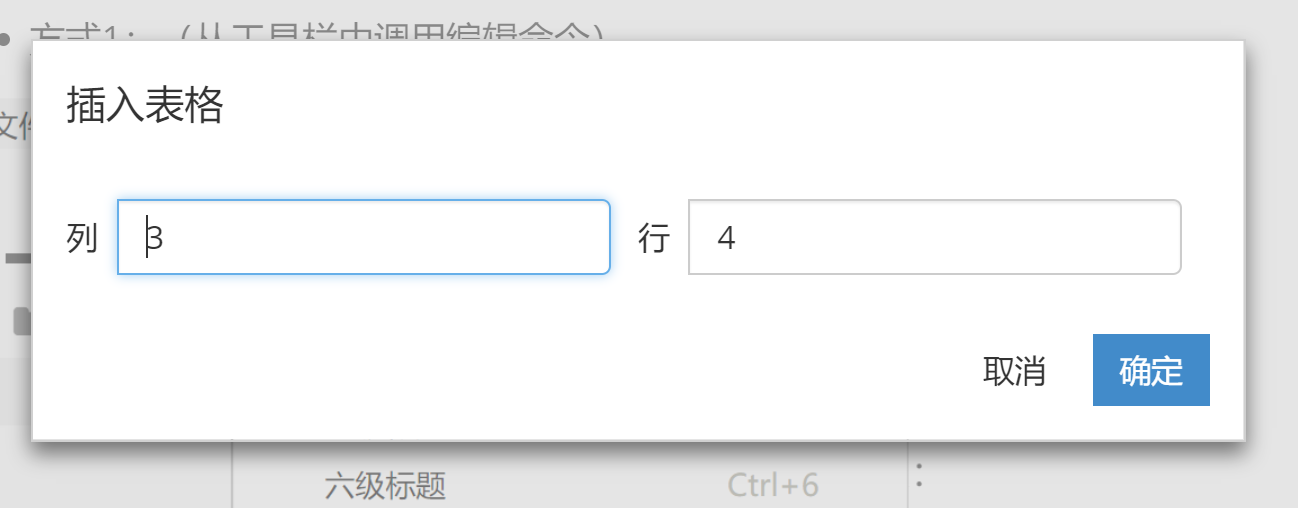 方式1：（从工具栏中调用编辑命令）
插入表格
文件
列 3 行 4
取消 确定
六级标题 Ctrl+6 :